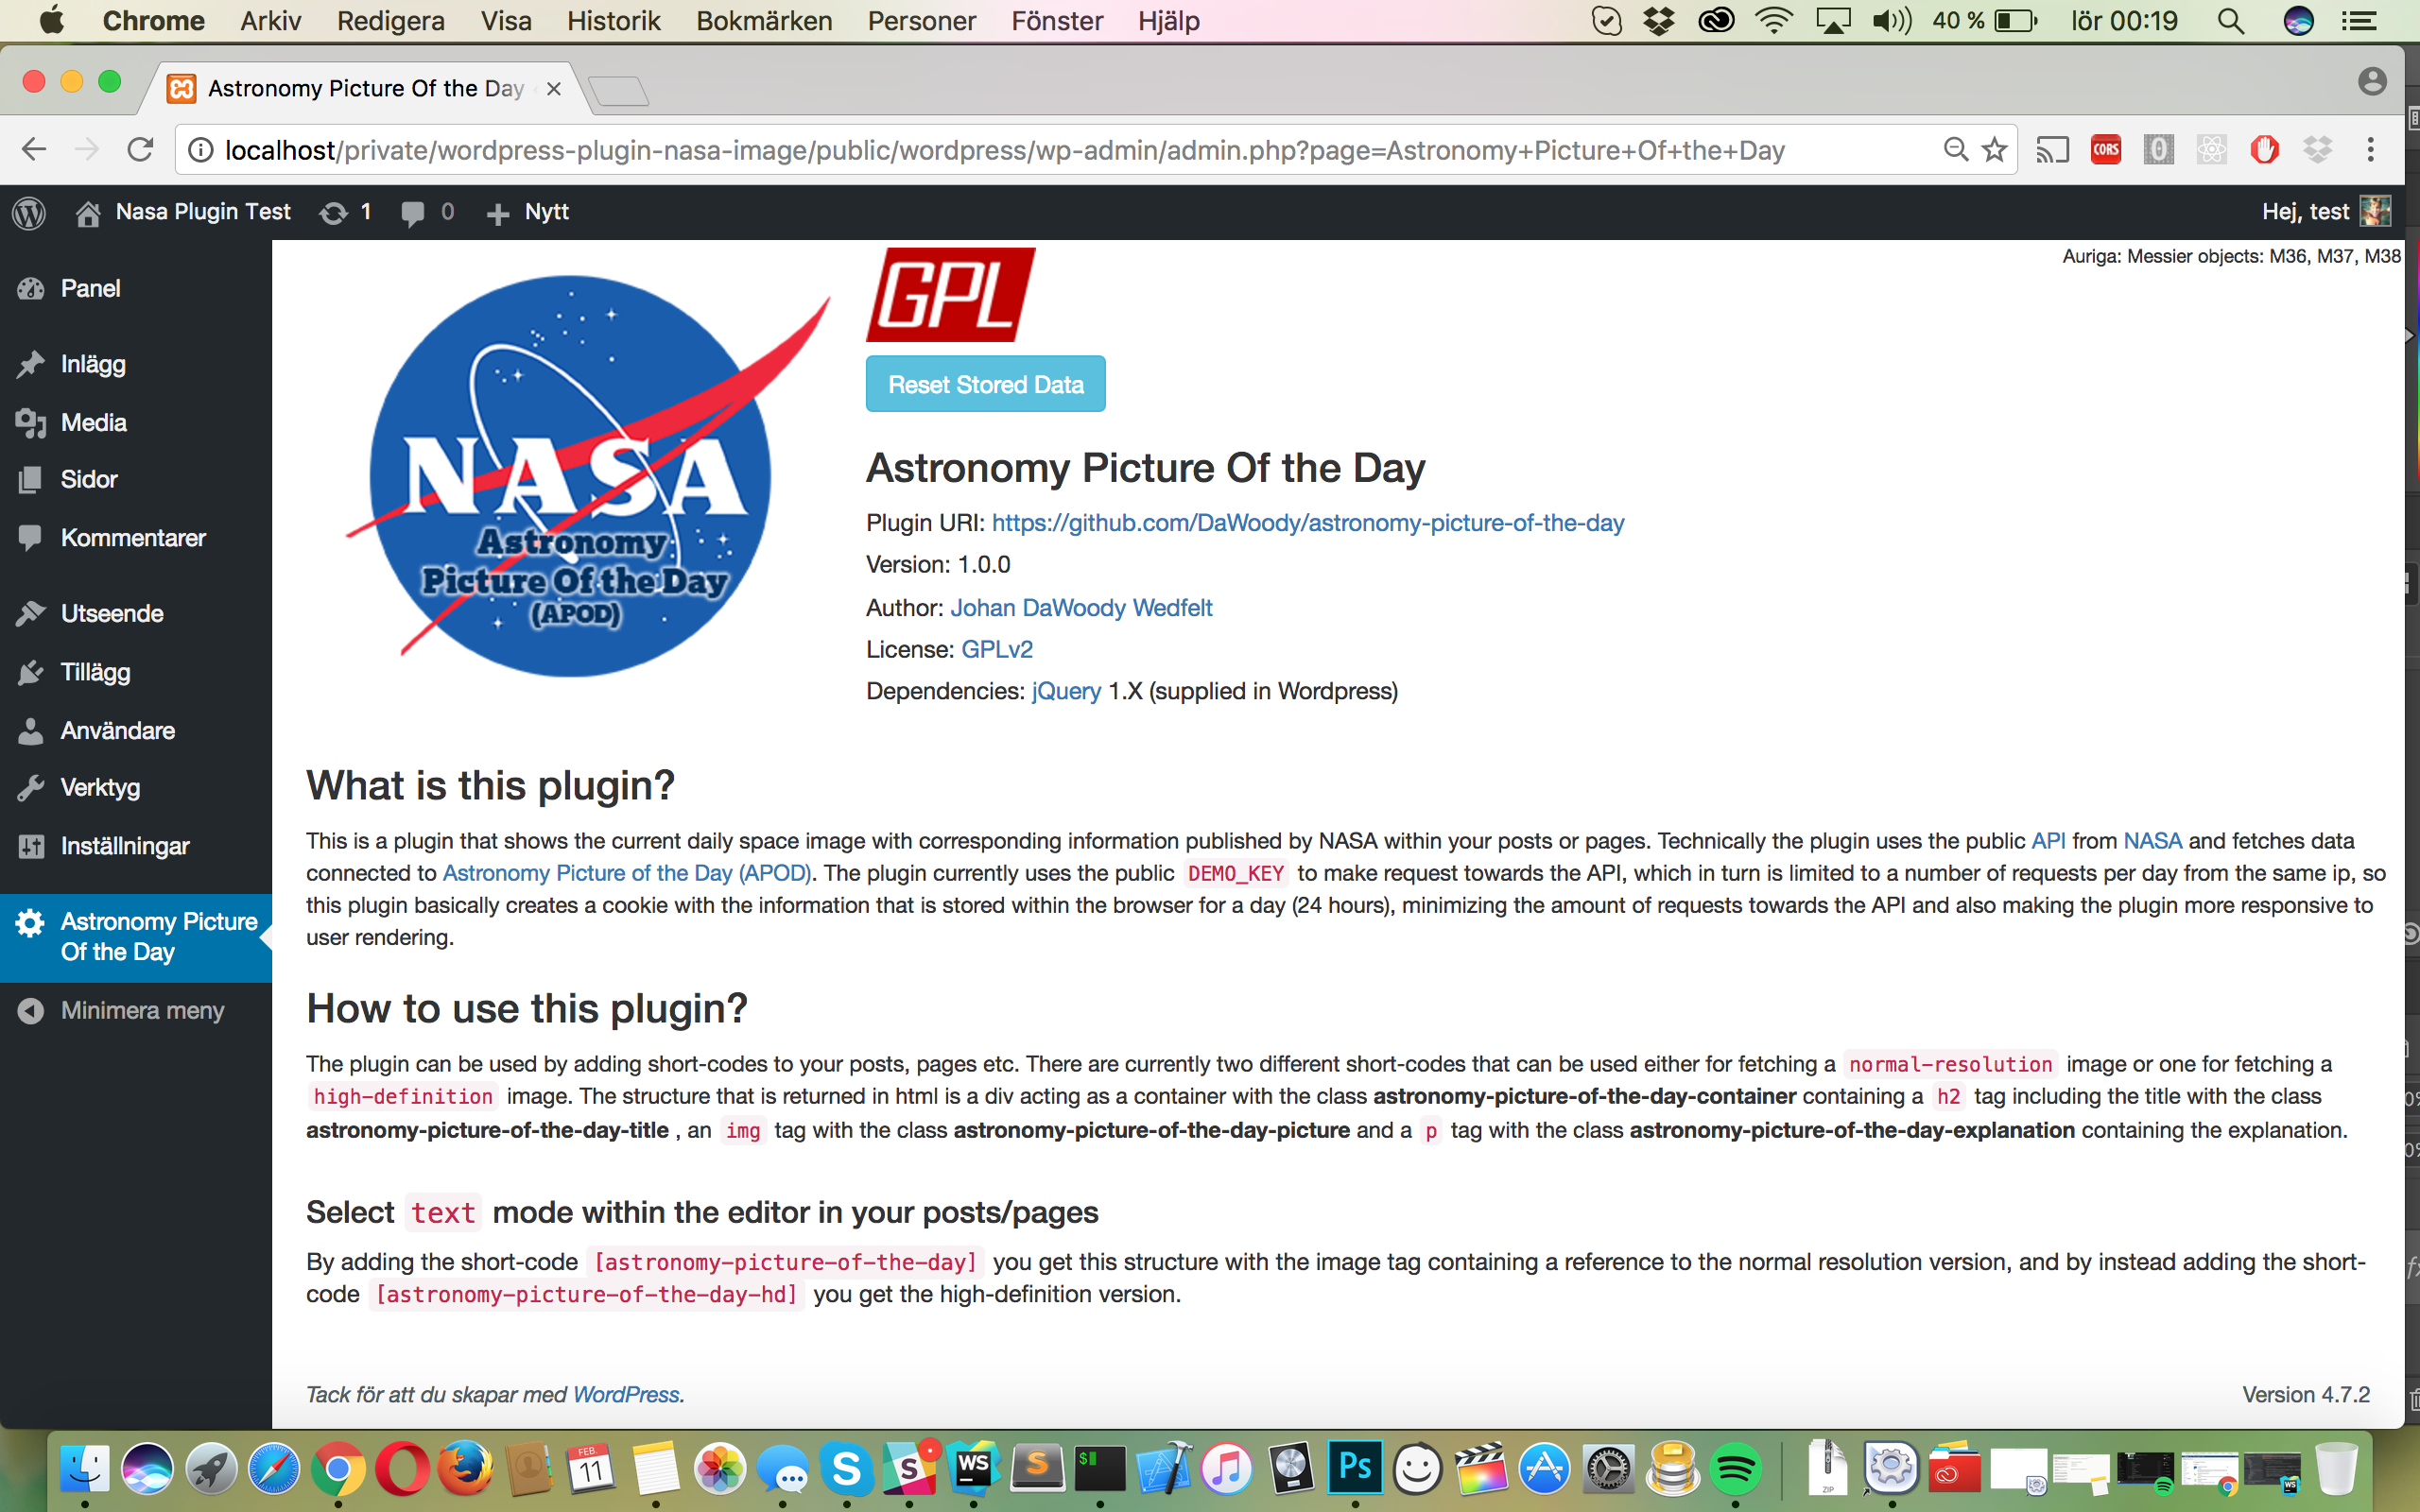 Chrome Arkiv Redigera Visa Historik Bokmärken Personer Fönster Hjälp 40 % lör 00:19
Astronomy Picture Of the Day
localhost/private/wordpress-plugin-nasa-image/public/wordpress/wp-admin/admin.php?page=Astronomy+Picture+Of+the+Day
CORS
Nasa Plugin Test 1 0 Nytt Hej, test
Panel
Inlägg
Media
Sidor
Kommentarer
Utseende
Tillägg
Användare
Verktyg
Inställningar
Astronomy Picture
Of the Day
Minimera meny
Auriga: Messier objects: M36, M37, M38
NASA
Astronomy
Picture Of the Day
(APOD)
GPL
Reset Stored Data
Astronomy Picture Of the Day
Plugin URI: https://github.com/DaWoody/astronomy-picture-of-the-day
Version: 1.0.0
Author: Johan DaWoody Wedfelt
License: GPLv2
Dependencies: jQuery 1.X (supplied in Wordpress)
What is this plugin?
This is a plugin that shows the current daily space image with corresponding information published by NASA within your posts or pages. Technically the plugin uses the public API from NASA and fetches data
connected to Astronomy Picture of the Day (APOD). The plugin currently uses the public DEMO_KEY to make request towards the API, which in turn is limited to a number of requests per day from the same ip, so
this plugin basically creates a cookie with the information that is stored within the browser for a day (24 hours), minimizing the amount of requests towards the API and also making the plugin more responsive to
user rendering.
How to use this plugin?
The plugin can be used by adding short-codes to your posts, pages etc. There are currently two different short-codes that can be used either for fetching a normal-resolution image or one for fetching a
high-definition image. The structure that is returned in html is a div acting as a container with the class astronomy-picture-of-the-day-container containing a h2 tag including the title with the class
astronomy-picture-of-the-day-title , an img tag with the class astronomy-picture-of-the-day-picture and a p tag with the class astronomy-picture-of-the-day-explanation containing the explanation.
Select text mode within the editor in your posts/pages
By adding the short-code [astronomy-picture-of-the-day] you get this structure with the image tag containing a reference to the normal resolution version, and by instead adding the short-
code [astronomy-picture-of-the-day-hd] you get the high-definition version.
Tack för att du skapar med WordPress.
Version 4.7.2
FEB.
11
S
S
WS
S
$
Ps
ZIP
WS